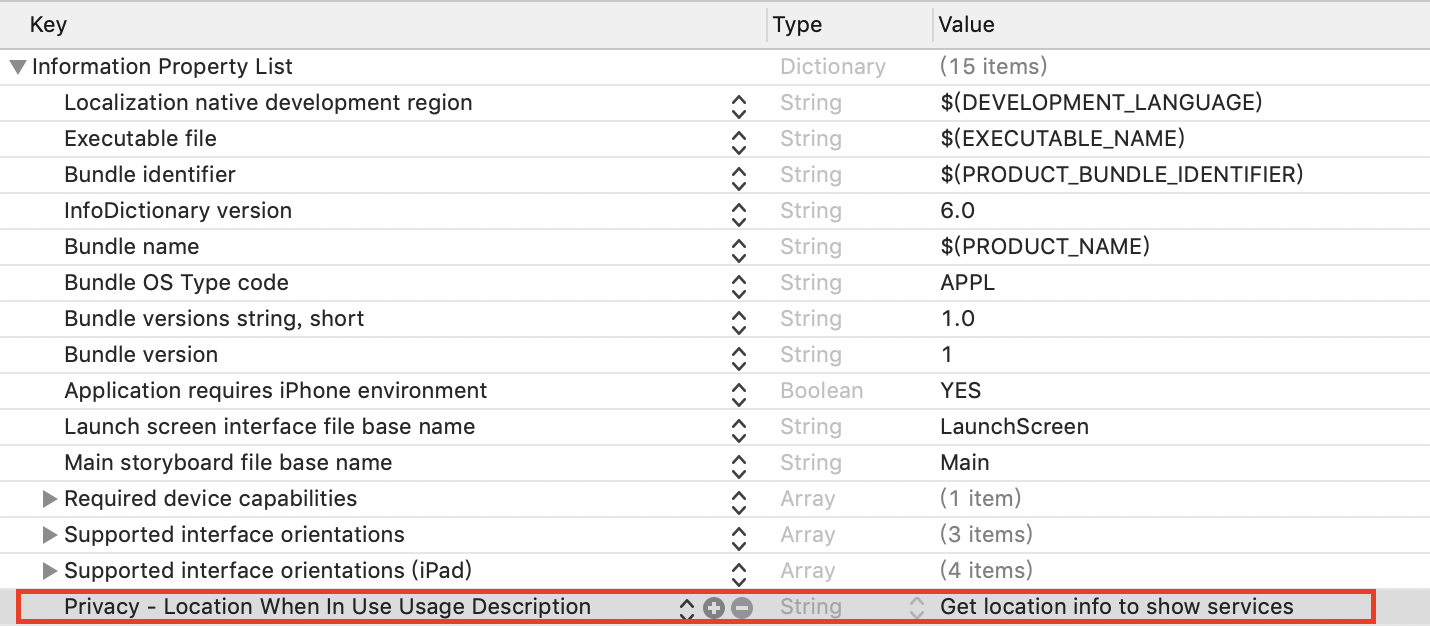 Key Type Value
Information Property List Dictionary (15 items)
Localization native development region String $(DEVELOPMENT_LANGUAGE)
Executable file String $(EXECUTABLE_NAME)
Bundle identifier String $(PRODUCT_BUNDLE_IDENTIFIER)
InfoDictionary version String 6.0
Bundle name String $(PRODUCT_NAME)
Bundle OS Type code String APPL
Bundle versions string, short String 1.0
Bundle version String 1
Application requires iPhone environment Boolean YES
Launch screen interface file base name String LaunchScreen
Main storyboard file base name String Main
Required device capabilities Array (1 item)
Supported interface orientations Array (3 items)
Supported interface orientations (iPad) Array (4 items)
Privacy - Location When In Use Usage Description String Get location info to show services